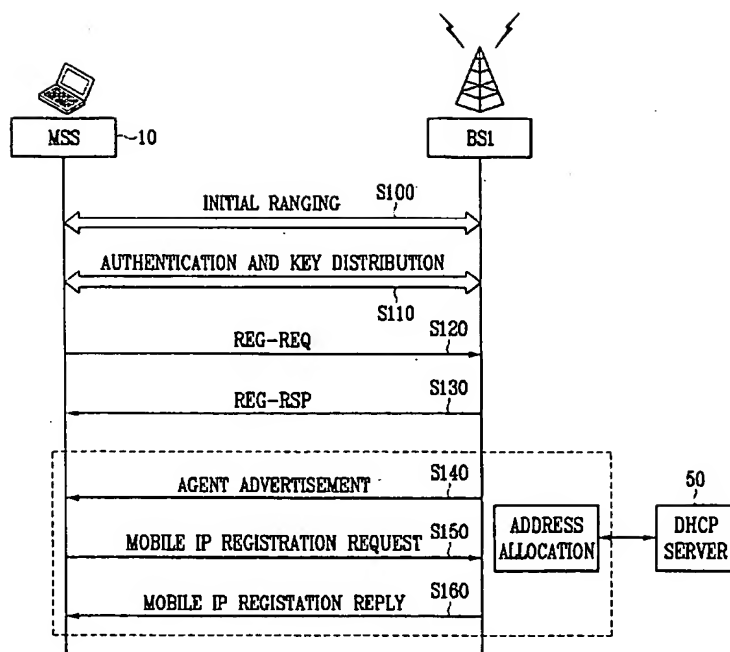 MSS
10
BS1
INITIAL RANGING
S100
AUTHENTICATION AND KEY DISTRIBUTION
S110
REG-REQ
S120
REG-RSP
S130
AGENT ADVERTISEMENT
S140
MOBILE IP REGISTRATION REQUEST
S150
MOBILE IP REGISTATION REPLY
S160
ADDRESS
ALLOCATION
50
DHCP
SERVER